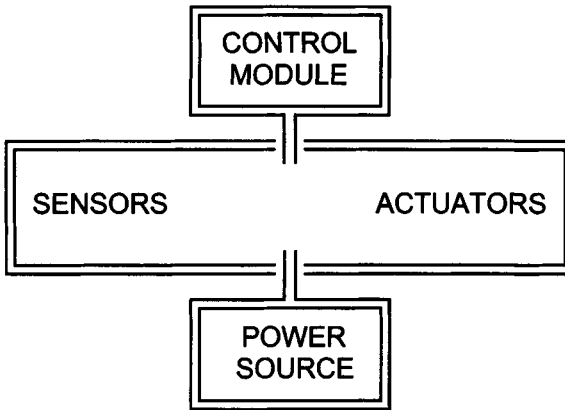 CONTROL
MODULE
SENSORS ACTUATORS
POWER
SOURCE